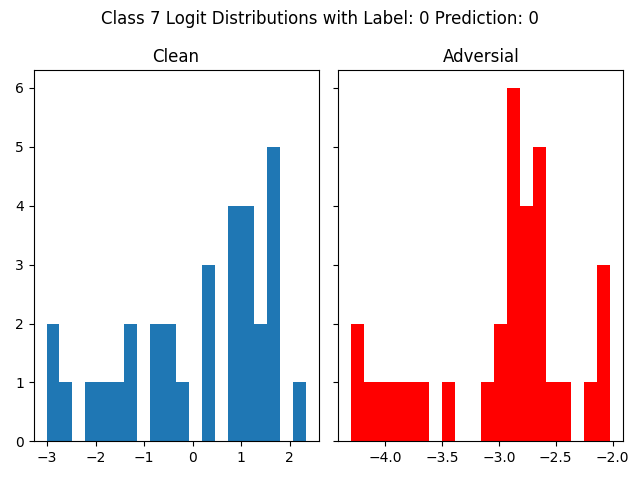 Class 7 Logit Distributions with Label: 0 Prediction: 0
Clean
Adversial
6
5
4
3
2
1
0
−3 −2 −1 0 1 2
−4.0 −3.5 −3.0 −2.5 −2.0